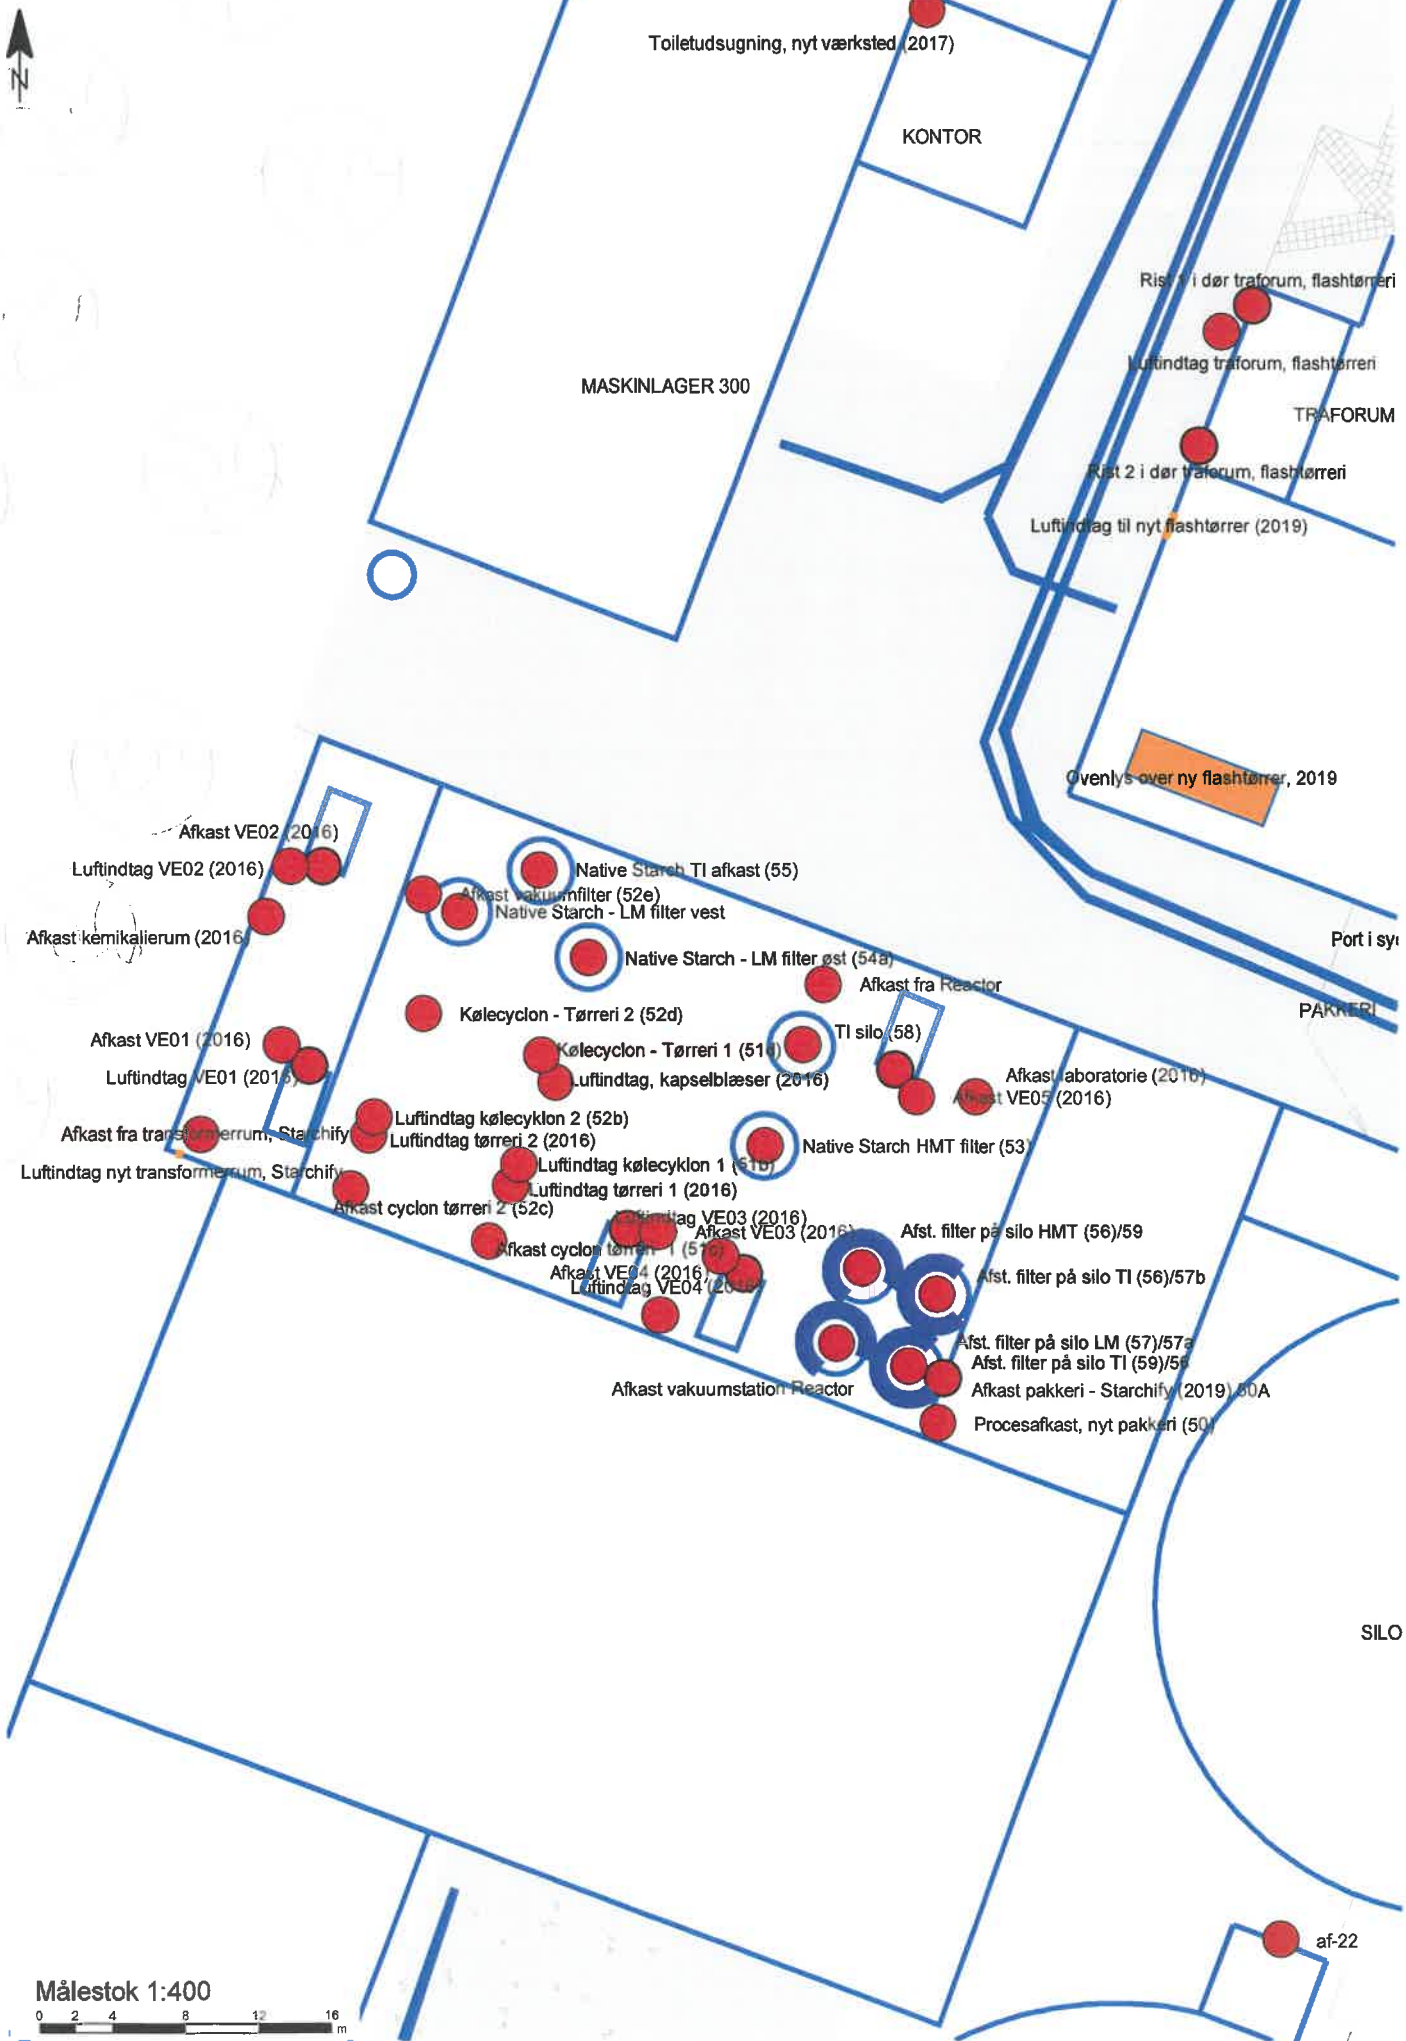 N
Toiletudsugning, nyt værksted (2017)
KONTOR
Rist 1 i dør traforum, flashtørreri
Luftindtag traforum, flashtørreri
MASKINLAGER 300
TRAFORUM
Rist 2 i dør traforum, flashtørreri
Luftindtag til nyt flashtørrer (2019)
Ovenlys over ny flashtørrer, 2019
Afkast VE02 (2016)
Luftindtag VE02 (2016)
Native Starch TI afkast (55)
Afkast vakuumfilter (52e)
Native Starch - LM filter vest
Afkast kemikalierum (2016)
Port i
Native Starch - LM filter øst (54a)
Afkast fra Reactor
PAKKERI
Kølecyclon - Tørreri 2 (52d)
TI silo (58)
Afkast VE01 (2016)
Kølecyclon - Tørreri 1 (51d)
Luftindtag VE01 (2016)
Luftindtag, kapselblæser (2016)
Afkast laboratorie (2016)
Afkast VE05 (2016)
Luftindtag kølecyklon 2 (52b)
Afkast fra transformerrum, Starchify
Luftindtag tørreri 2 (2016)
Native Starch HMT filter (53)
Luftindtag nyt transformerrum, Starchify
Luftindtag kølecyklon 1 (51b)
Luftindtag tørreri 1 (2016)
Afkast cyclon tørreri 2 (52c)
Luftindtag VE03 (2016)
Afkast VE03 (2016)
Afst. filter på silo HMT (56)/59
Afkast cyclon tørreri 1 (51c)
Afkast VE04 (2016)
Luftindtag VE04 (2016)
Afst. filter på silo TI (56)/57b
Afst. filter på silo LM (57)/57a
Afst. filter på silo TI (59)/56
Afkast vakuumstation Reactor
Afkast pakkeri - Starchify (2019) 60A
Procesafkast, nyt pakkeri (50)
SILO
af-22
Målestok 1:400
0 2 4 8 12 16
m